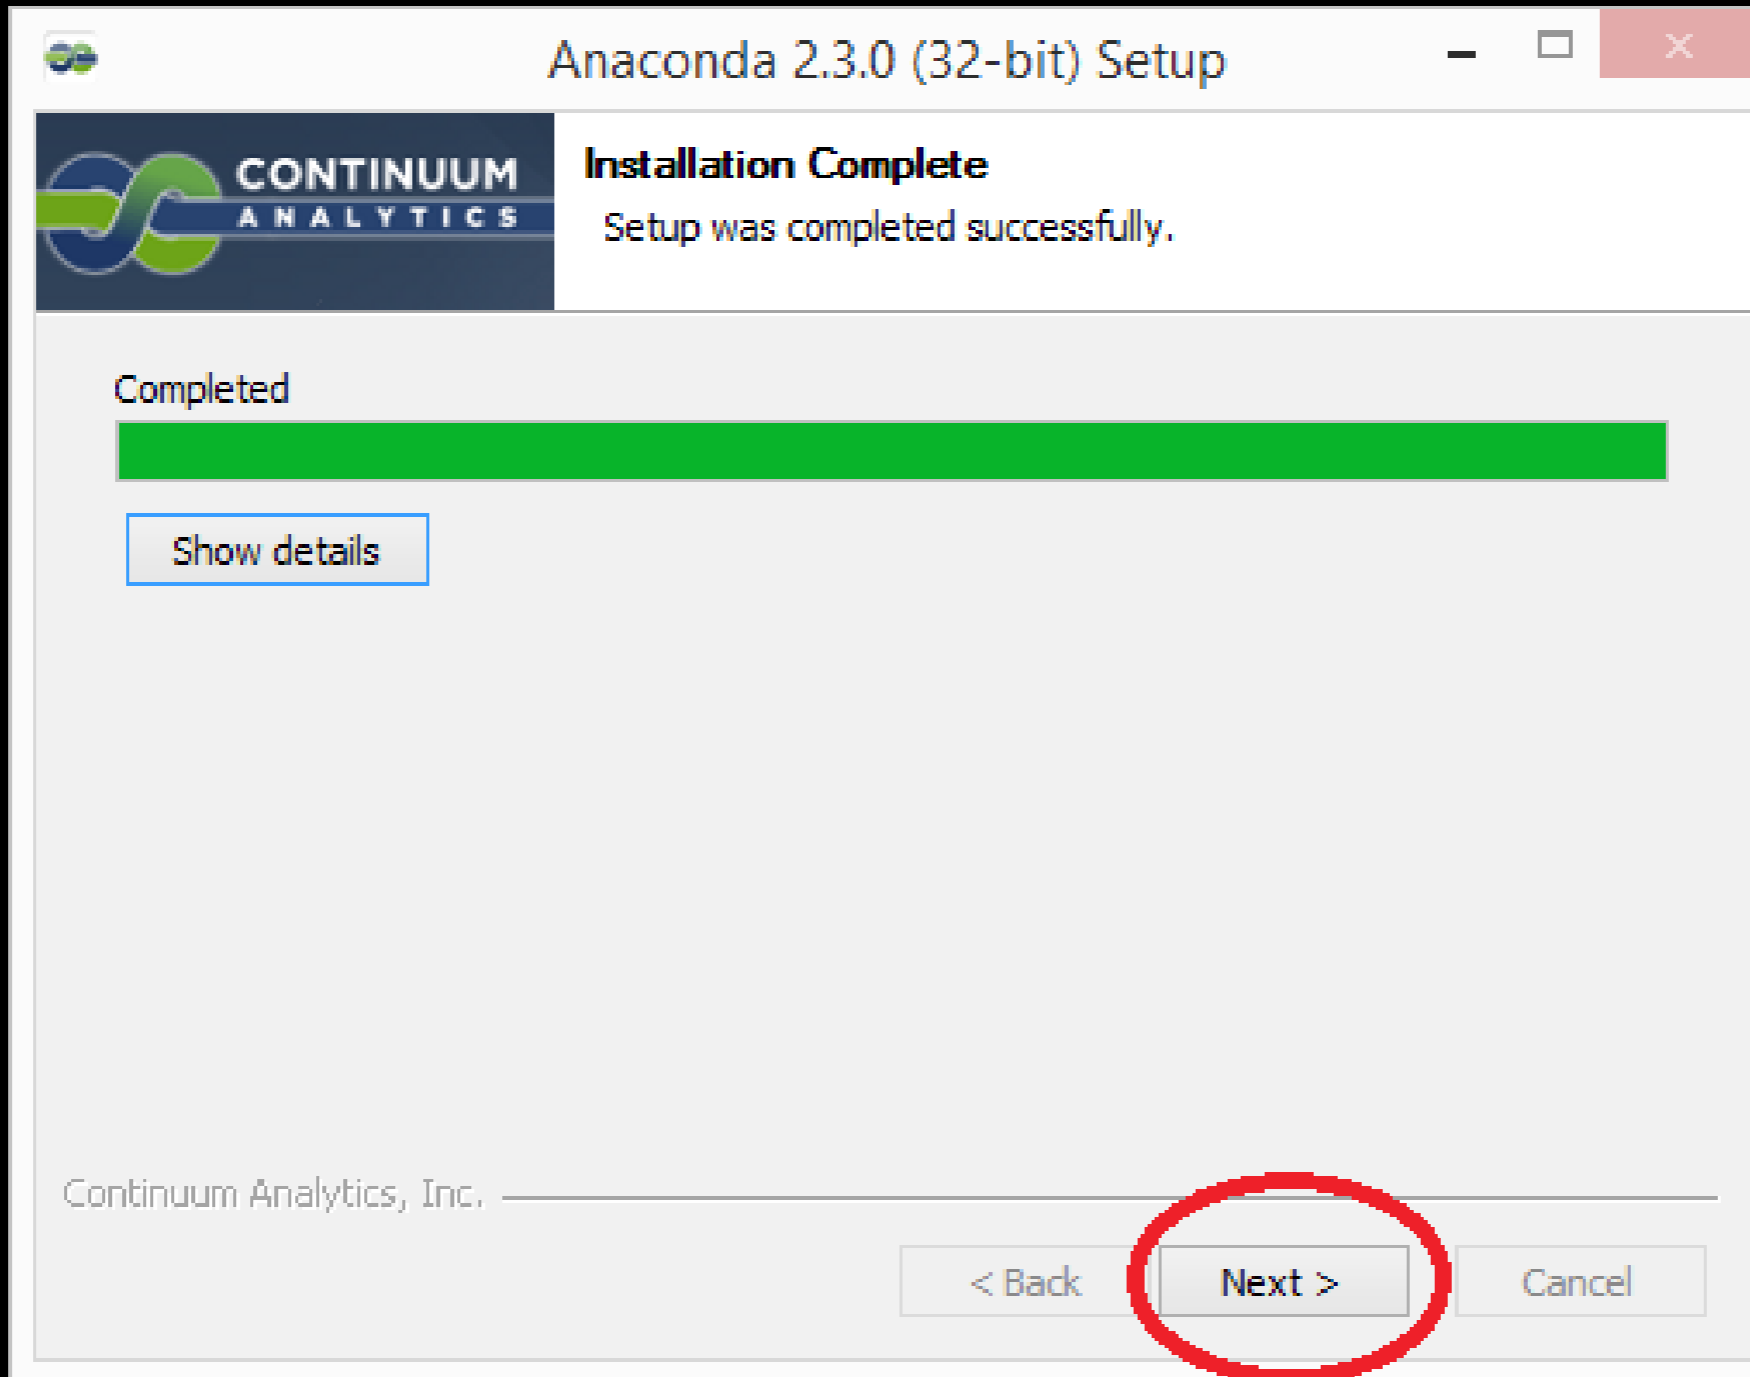 Anaconda 2.3.0 (32-bit) Setup
CONTINUUM
ANALYTICS
Installation Complete
Setup was completed successfully.
Completed
Show details
Continuum Analytics, Inc.
< Back
Next >
Cancel